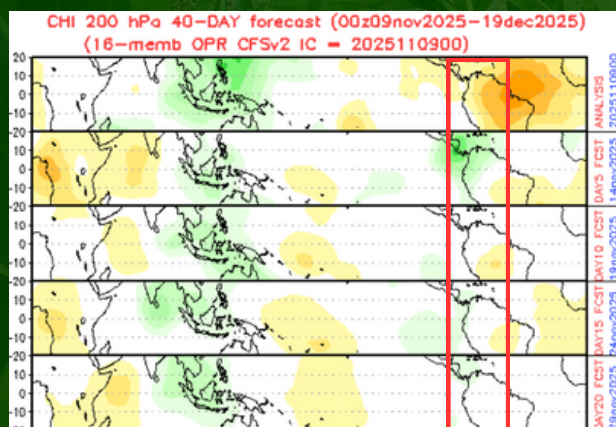 CHI 200 hPa 40-DAY forecast (00z09nov2025-19dec2025)
(16-memb OPR CFSv2 IC = 2025110900)
20
10
0
-10
-20
10
0
-10
-20
10
0
-10
-20
10
0
-10
-20
10
0
-10
ANALYSIS
2025110900
DAY5 FCST
14nov2025
DAY10 FCST
19nov2025
DAY15 FCST
24nov2025
DAY20 FCST